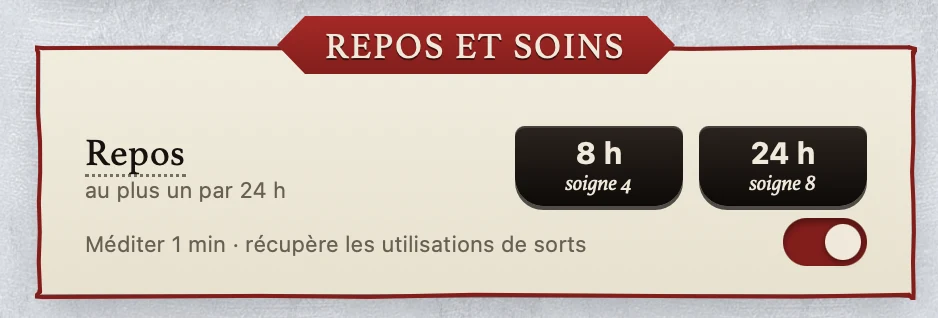 REPOS ET SOINS
Repos
au plus un par 24 h
8 h
soigne 4
24 h
soigne 8
Méditer 1 min · récupère les utilisations de sorts